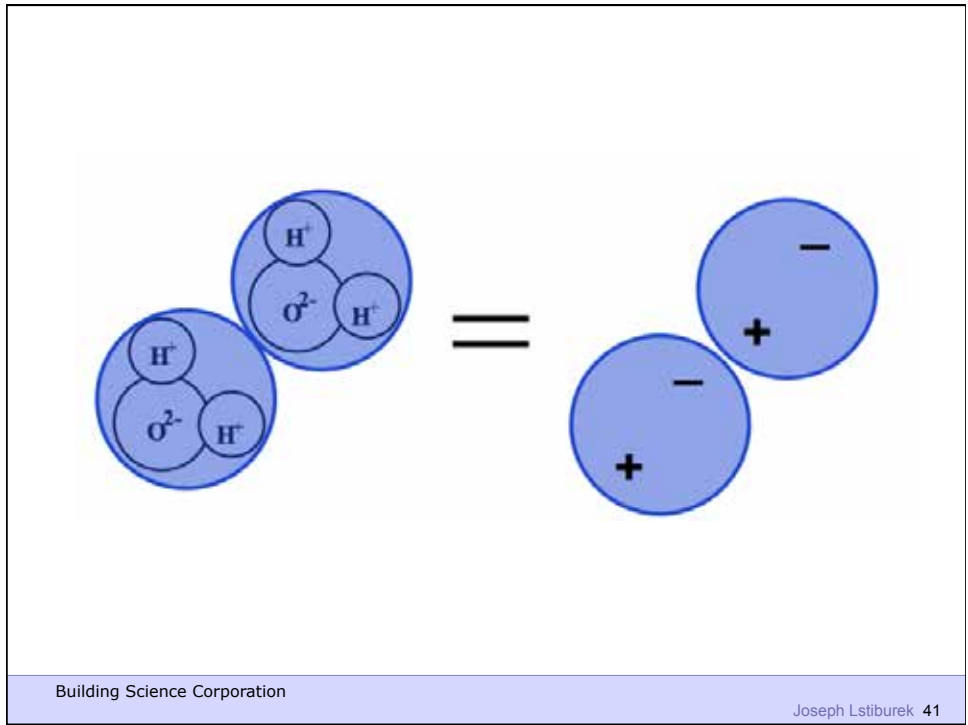 H⁺
O²⁻ H⁺
H⁺
O²⁻ H⁺
=
−
+
−
+
Building Science Corporation
Joseph Lstiburek 41